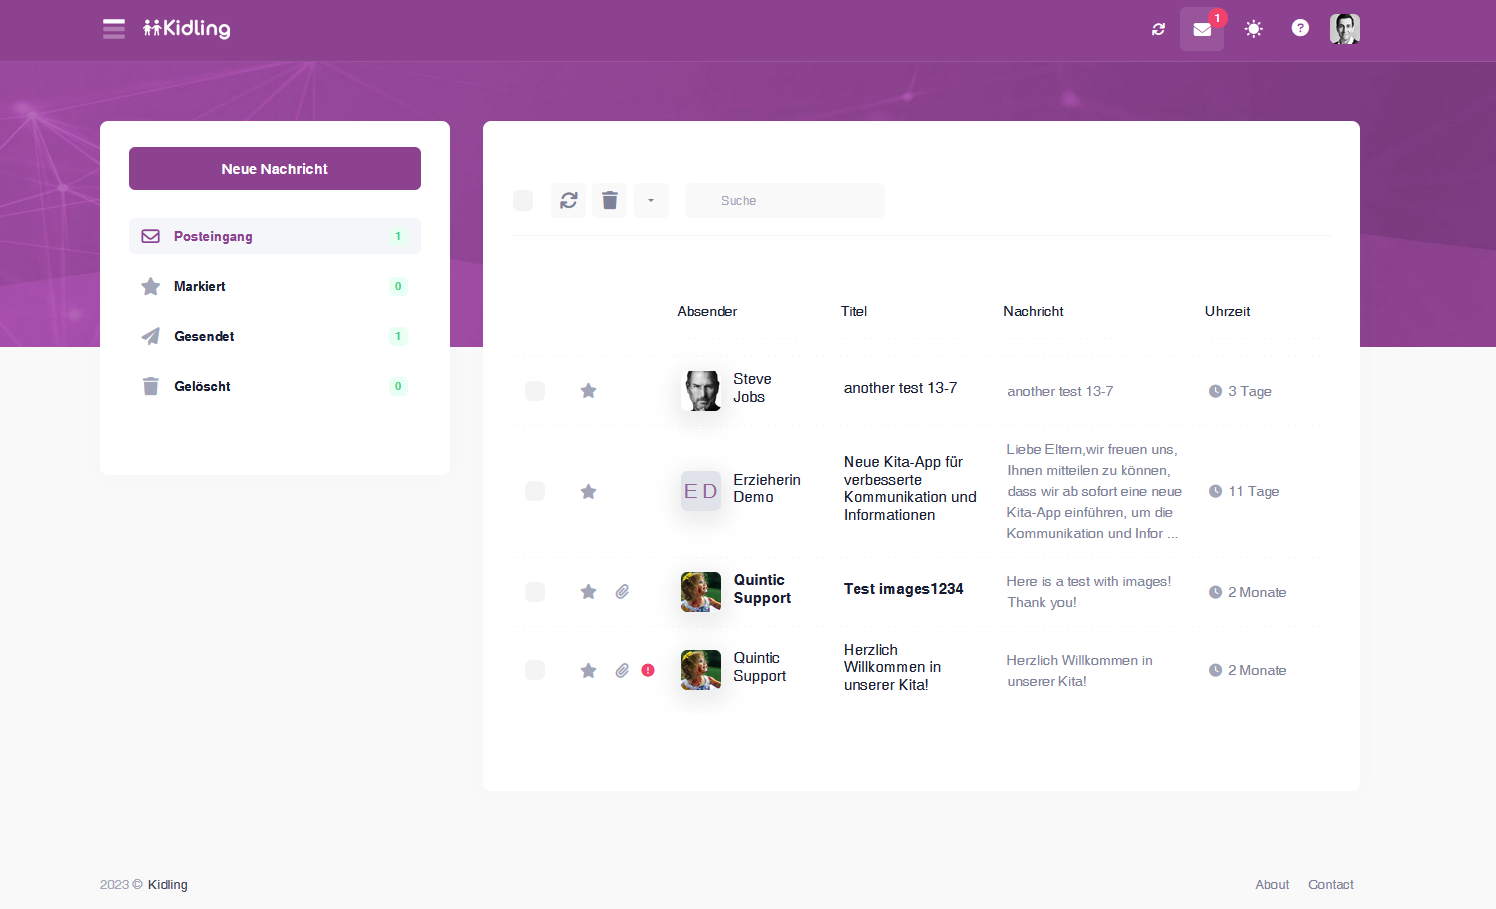 Kidling
1
?
Neue Nachricht
Posteingang 1
Markiert 0
Gesendet 1
Gelöscht 0
Suche
Absender Titel Nachricht Uhrzeit
Steve
Jobs
another test 13-7
another test 13-7
3 Tage
ED
Erzieherin
Demo
Neue Kita-App für
verbesserte
Kommunikation und
Informationen
Liebe Eltern,wir freuen uns,
Ihnen mitteilen zu können,
dass wir ab sofort eine neue
Kita-App einführen, um die
Kommunikation und Infor ...
11 Tage
Quintic
Support
Test images1234
Here is a test with images!
Thank you!
2 Monate
Quintic
Support
Herzlich
Willkommen in
unserer Kita!
Herzlich Willkommen in
unserer Kita!
2 Monate
2023 © Kidling
About Contact